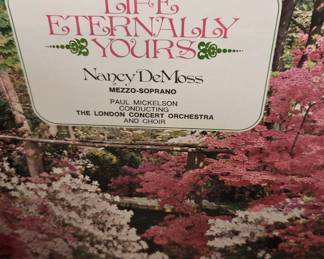 LIFE
ETERNALLY
YOURS
Nancy DeMoss
MEZZO-SOPRANO
PAUL MICKELSON
CONDUCTING
THE LONDON CONCERT ORCHESTRA
AND CHOIR